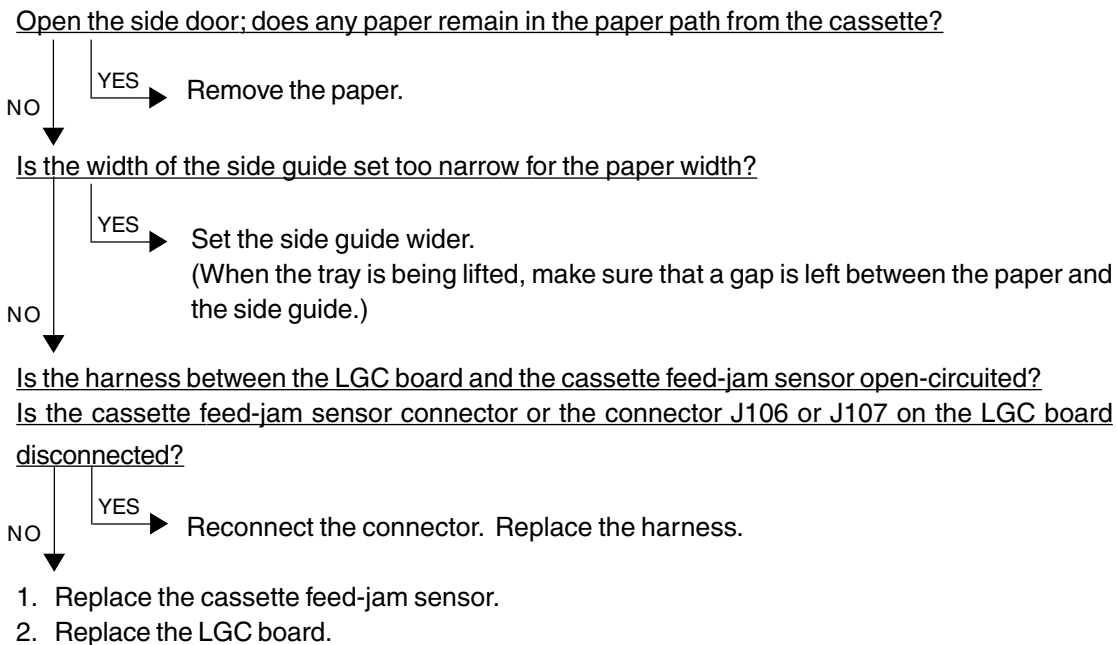 Open the side door; does any paper remain in the paper path from the cassette?
YES
Remove the paper.
NO
Is the width of the side guide set too narrow for the paper width?
YES
Set the side guide wider.
(When the tray is being lifted, make sure that a gap is left between the paper and
the side guide.)
NO
Is the harness between the LGC board and the cassette feed-jam sensor open-circuited?
Is the cassette feed-jam sensor connector or the connector J106 or J107 on the LGC board
disconnected?
YES
Reconnect the connector. Replace the harness.
NO
1. Replace the cassette feed-jam sensor.
2. Replace the LGC board.